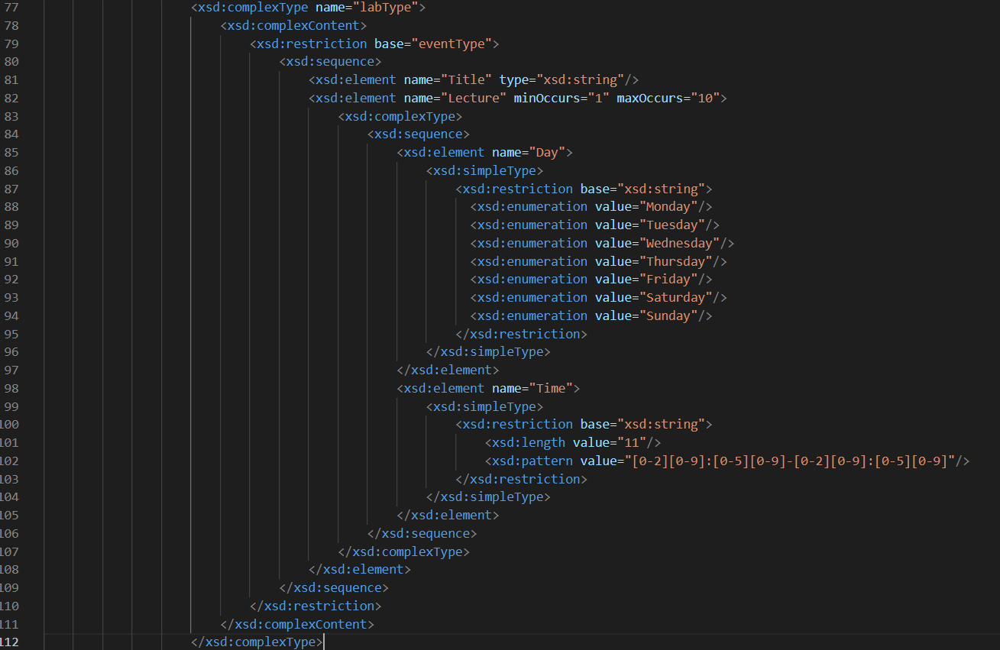 77 <xsd:complexType name="labType">
78 <xsd:complexContent>
79 <xsd:restriction base="eventType">
80 <xsd:sequence>
81 <xsd:element name="Title" type="xsd:string"/>
82 <xsd:element name="Lecture" minOccurs="1" maxOccurs="10">
83 <xsd:complexType>
84 <xsd:sequence>
85 <xsd:element name="Day">
86 <xsd:simpleType>
87 <xsd:restriction base="xsd:string">
88 <xsd:enumeration value="Monday"/>
89 <xsd:enumeration value="Tuesday"/>
90 <xsd:enumeration value="Wednesday"/>
91 <xsd:enumeration value="Thursday"/>
92 <xsd:enumeration value="Friday"/>
93 <xsd:enumeration value="Saturday"/>
94 <xsd:enumeration value="Sunday"/>
95 </xsd:restriction>
96 </xsd:simpleType>
97 </xsd:element>
98 <xsd:element name="Time">
99 <xsd:simpleType>
100 <xsd:restriction base="xsd:string">
101 <xsd:length value="11"/>
102 <xsd:pattern value="[0-2][0-9]:[0-5][0-9]-[0-2][0-9]:[0-5][0-9]"/>
103 </xsd:restriction>
104 </xsd:simpleType>
105 </xsd:element>
106 </xsd:sequence>
107 </xsd:complexType>
108 </xsd:element>
109 </xsd:sequence>
110 </xsd:restriction>
111 </xsd:complexContent>
112 </xsd:complexType>